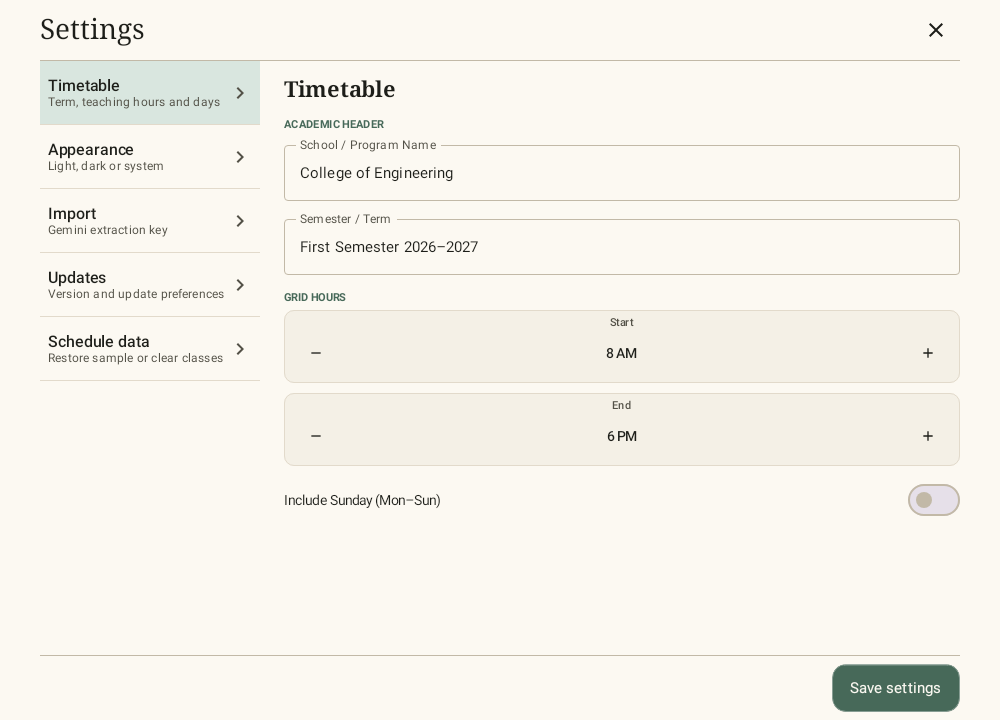 Settings
Timetable
Term, teaching hours and days
Appearance
Light, dark or system
Import
Gemini extraction key
Updates
Version and update preferences
Schedule data
Restore sample or clear classes
Timetable
ACADEMIC HEADER
School / Program Name
College of Engineering
Semester / Term
First Semester 2026–2027
GRID HOURS
Start
− 8 AM +
End
− 6 PM +
Include Sunday (Mon–Sun)
Save settings